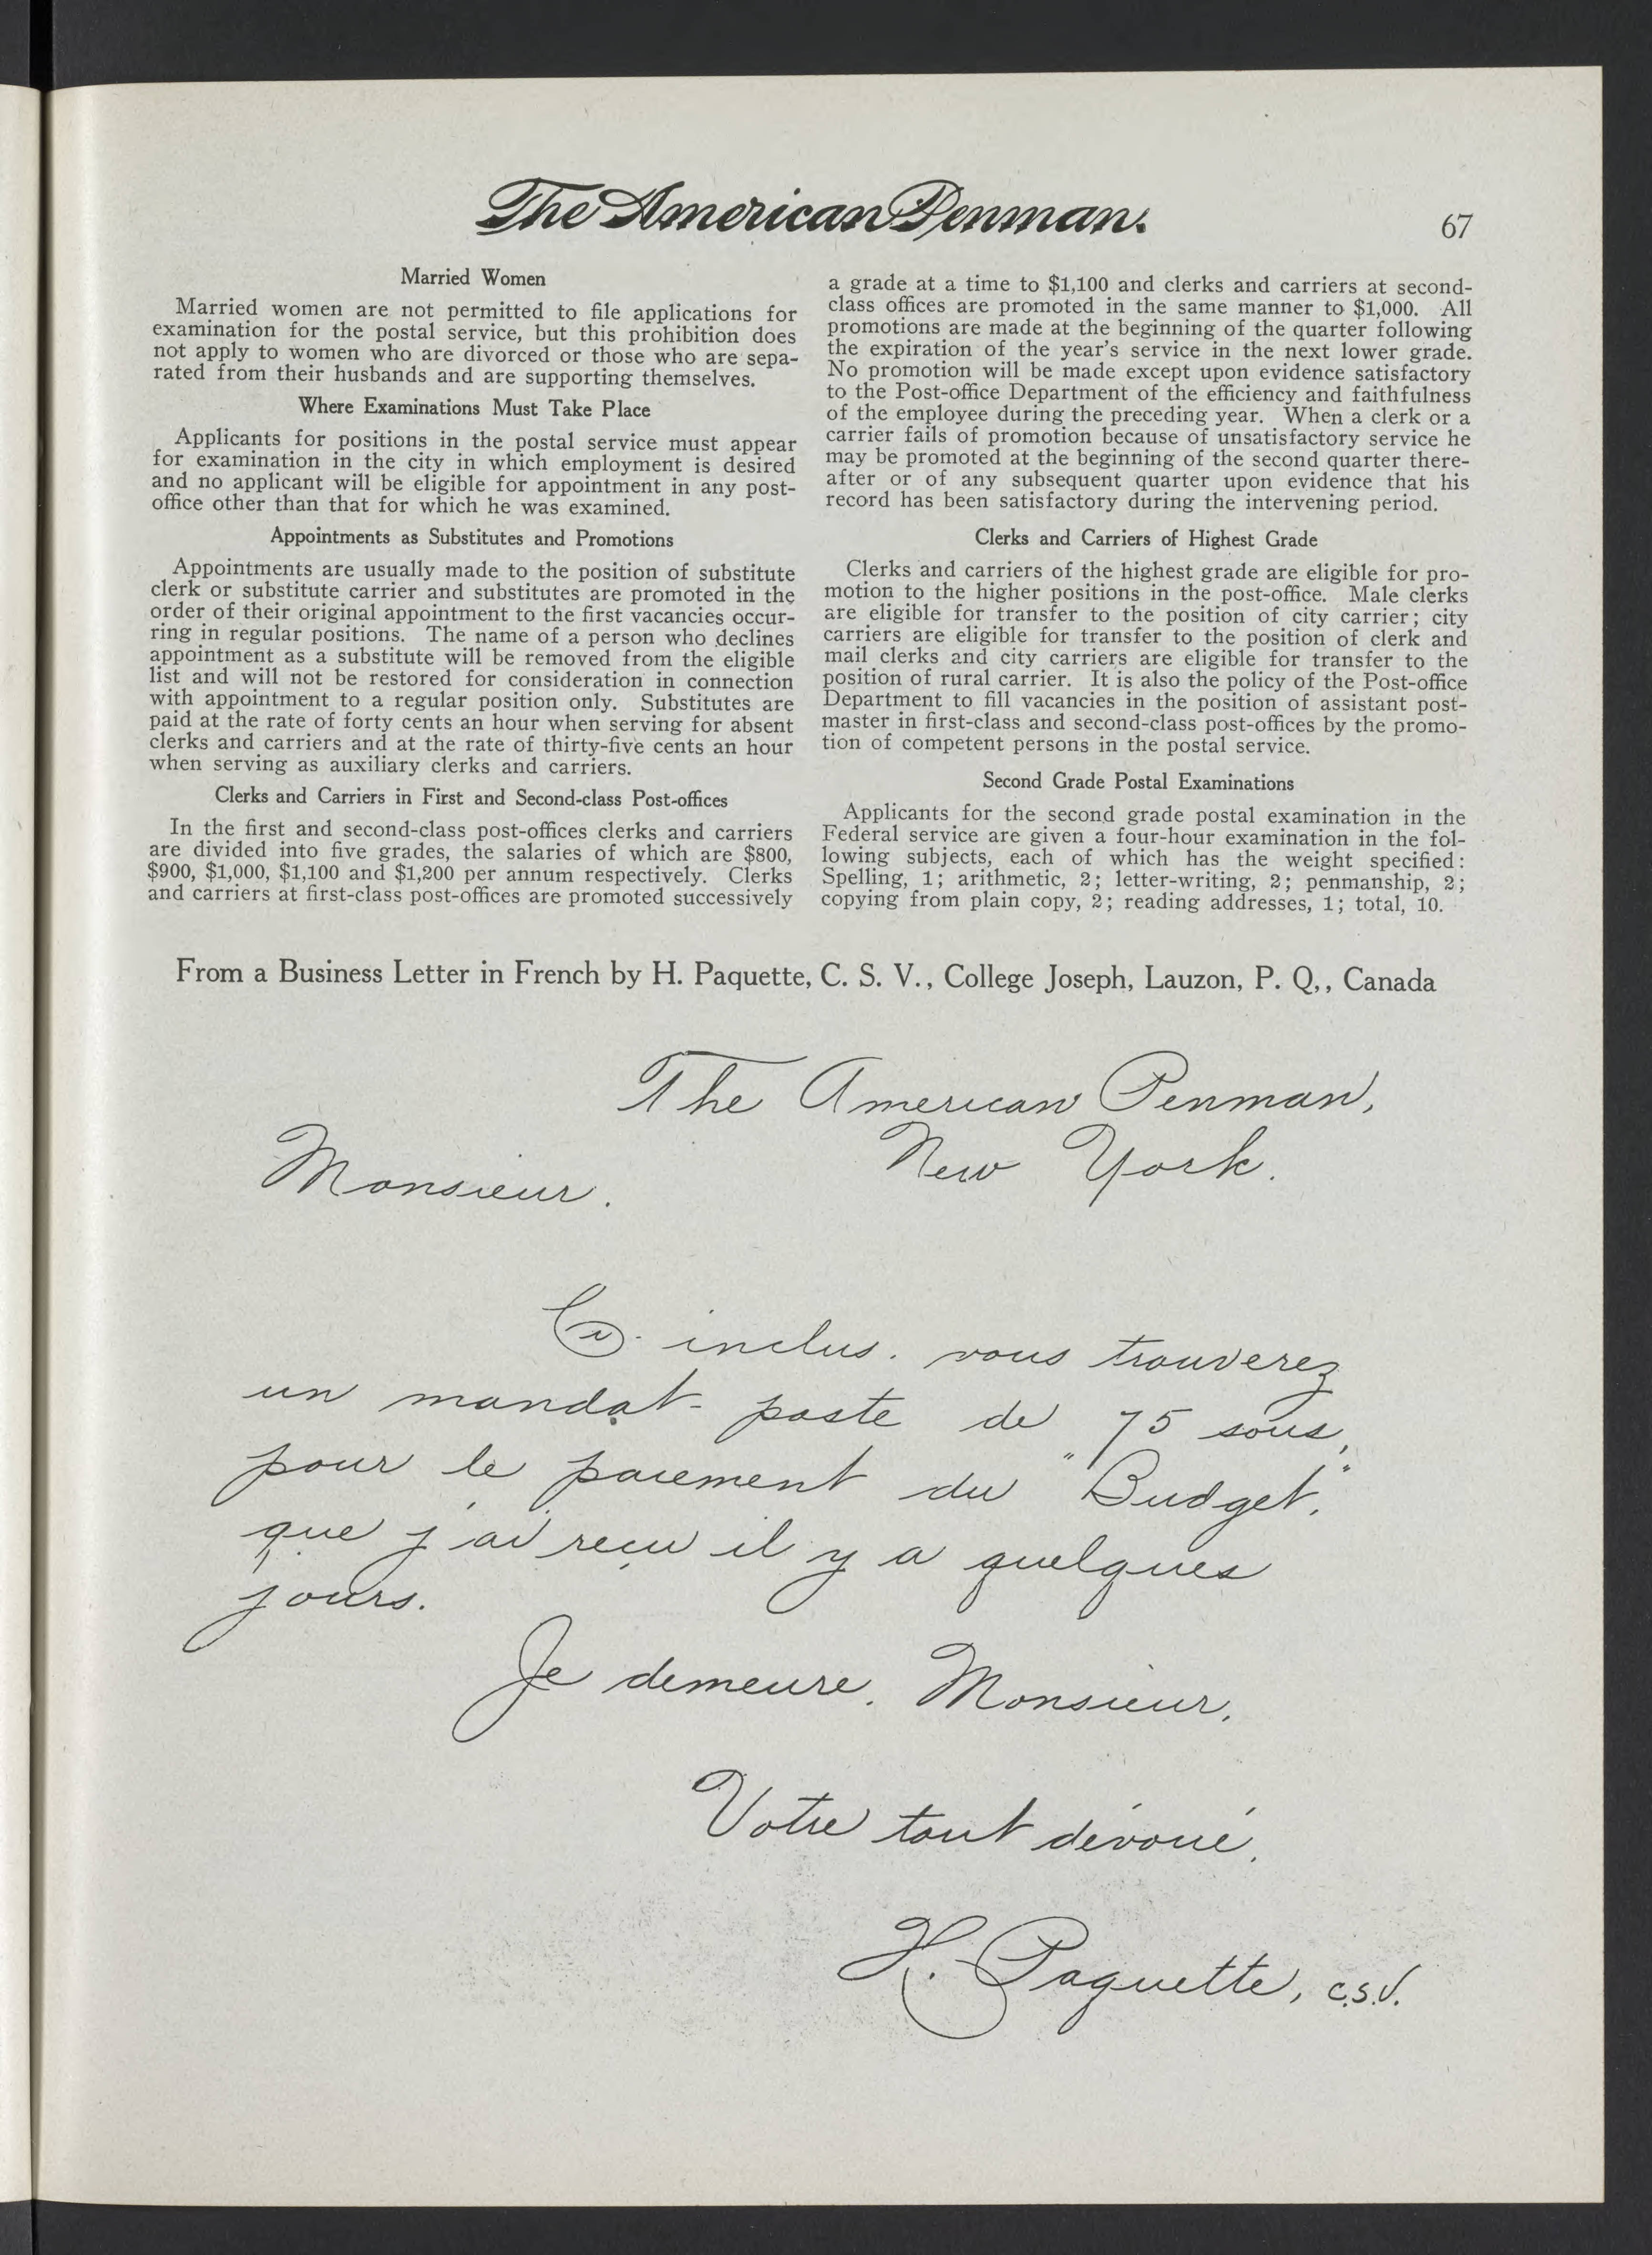 The American Penman.
67
Married Women
Married women are not permitted to file applications for
examination for the postal service, but this prohibition does
not apply to women who are divorced or those who are sepa-
rated from their husbands and are supporting themselves.
Where Examinations Must Take Place
Applicants for positions in the postal service must appear
for examination in the city in which employment is desired
and no applicant will be eligible for appointment in any post-
office other than that for which he was examined.
Appointments as Substitutes and Promotions
Appointments are usually made to the position of substitute
clerk or substitute carrier and substitutes are promoted in the
order of their original appointment to the first vacancies occur-
ring in regular positions. The name of a person who declines
appointment as a substitute will be removed from the eligible
list and will not be restored for consideration in connection
with appointment to a regular position only. Substitutes are
paid at the rate of forty cents an hour when serving for absent
clerks and carriers and at the rate of thirty-five cents an hour
when serving as auxiliary clerks and carriers.
Clerks and Carriers in First and Second-class Post-offices
In the first and second-class post-offices clerks and carriers
are divided into five grades, the salaries of which are $800,
$900, $1,000, $1,100 and $1,200 per annum respectively. Clerks
and carriers at first-class post-offices are promoted successively
a grade at a time to $1,100 and clerks and carriers at second-
class offices are promoted in the same manner to $1,000. All
promotions are made at the beginning of the quarter following
the expiration of the year's service in the next lower grade.
No promotion will be made except upon evidence satisfactory
to the Post-office Department of the efficiency and faithfulness
of the employee during the preceding year. When a clerk or a
carrier fails of promotion because of unsatisfactory service he
may be promoted at the beginning of the second quarter there-
after or of any subsequent quarter upon evidence that his
record has been satisfactory during the intervening period.
Clerks and Carriers of Highest Grade
Clerks and carriers of the highest grade are eligible for pro-
motion to the higher positions in the post-office. Male clerks
are eligible for transfer to the position of city carrier; city
carriers are eligible for transfer to the position of clerk and
mail clerks and city carriers are eligible for transfer to the
position of rural carrier. It is also the policy of the Post-office
Department to fill vacancies in the position of assistant post-
master in first-class and second-class post-offices by the promo-
tion of competent persons in the postal service.
Second Grade Postal Examinations
Applicants for the second grade postal examination in the
Federal service are given a four-hour examination in the fol-
lowing subjects, each of which has the weight specified:
Spelling, 1; arithmetic, 2; letter-writing, 2; penmanship, 2;
copying from plain copy, 2; reading addresses, 1; total, 10.
From a Business Letter in French by H. Paquette, C. S. V., College Joseph, Lauzon, P. Q,, Canada
The American Penman,
New York.
Monsieur.
Ci-inclus. vous trouverez
un mandat-poste de 75 sous,
pour le paiement du "Budget,"
que j'ai reçu il y a quelques
jours.
Je demeure. Monsieur,
Votre tout dévoué,
H. Paquette, c.s.v.